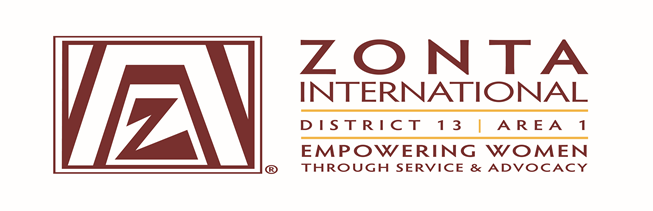 Z
®
ZONTA
INTERNATIONAL
DISTRICT 13 | AREA 1
EMPOWERING WOMEN
THROUGH SERVICE & ADVOCACY